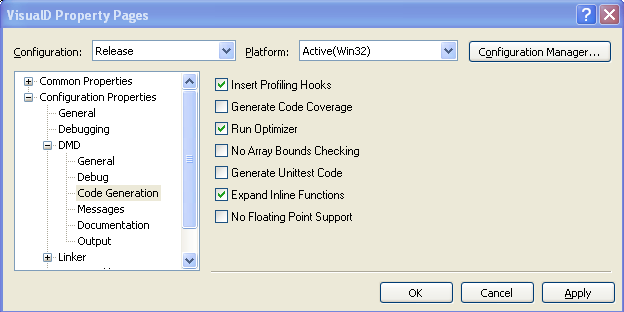 VisualD Property Pages
Configuration: Release Platform: Active(Win32) Configuration Manager...
Common Properties
Configuration Properties
General
Debugging
DMD
General
Debug
Code Generation
Messages
Documentation
Output
Linker
Insert Profiling Hooks
Generate Code Coverage
Run Optimizer
No Array Bounds Checking
Generate Unittest Code
Expand Inline Functions
No Floating Point Support
OK Cancel Apply